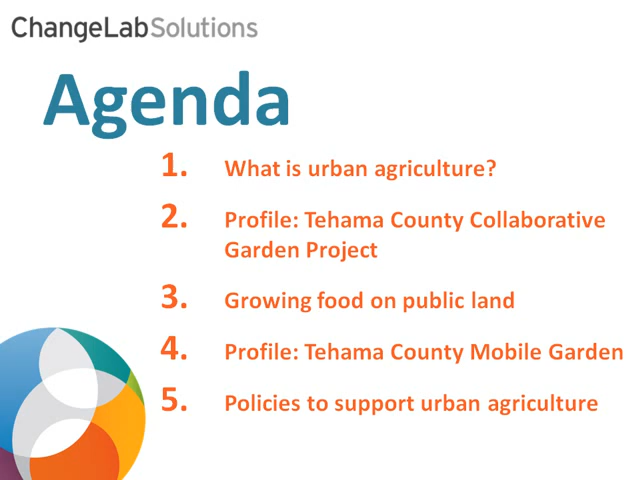 ChangeLabSolutions
Agenda
1. What is urban agriculture?
2. Profile: Tehama County Collaborative
Garden Project
3. Growing food on public land
4. Profile: Tehama County Mobile Garden
5. Policies to support urban agriculture